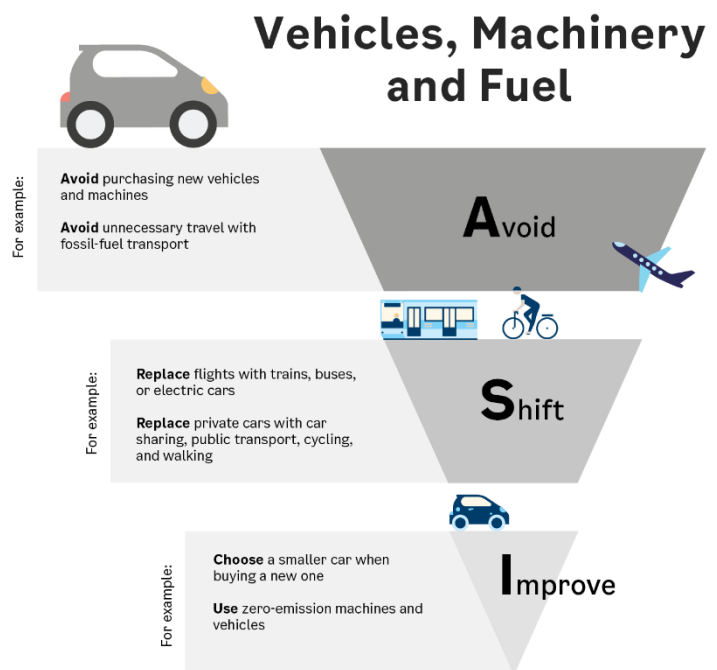 Vehicles, Machinery
and Fuel
For example:
Avoid purchasing new vehicles
and machines
Avoid unnecessary travel with
fossil-fuel transport
Avoid
For example:
Replace flights with trains, buses,
or electric cars
Replace private cars with car
sharing, public transport, cycling,
and walking
Shift
For example:
Choose a smaller car when
buying a new one
Use zero-emission machines and
vehicles
Improve